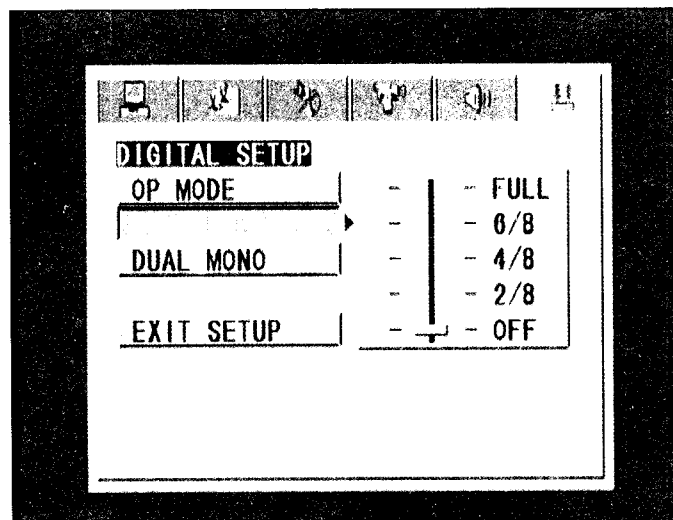 DIGITAL SETUP
OP MODE
DUAL MONO
EXIT SETUP
FULL
6/8
4/8
2/8
OFF